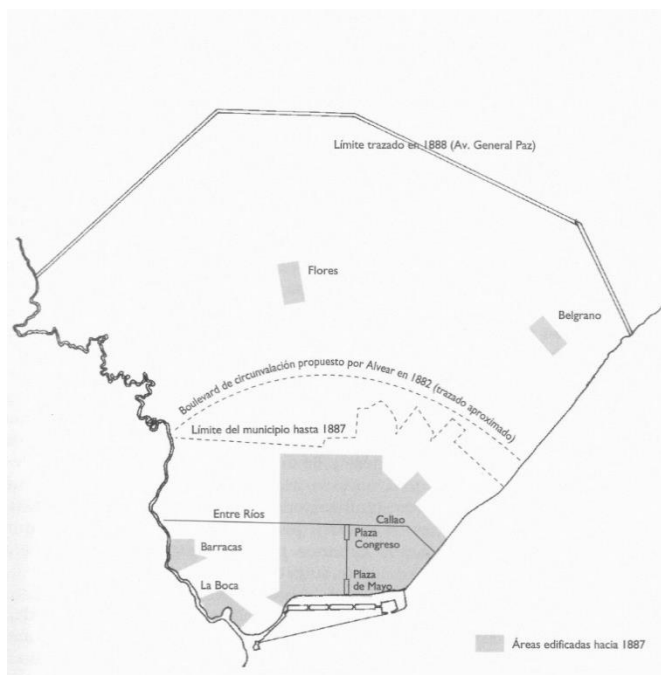 Límite trazado en 1888 (Av. General Paz)
Flores
Belgrano
Boulevard de circunvalación propuesto por Alvear en 1882 (trazado aproximado)
Límite del municipio hasta 1887
Entre Ríos
Callao
Plaza
Congreso
Barracas
La Boca
Plaza
de Mayo
Áreas edificadas hacia 1887